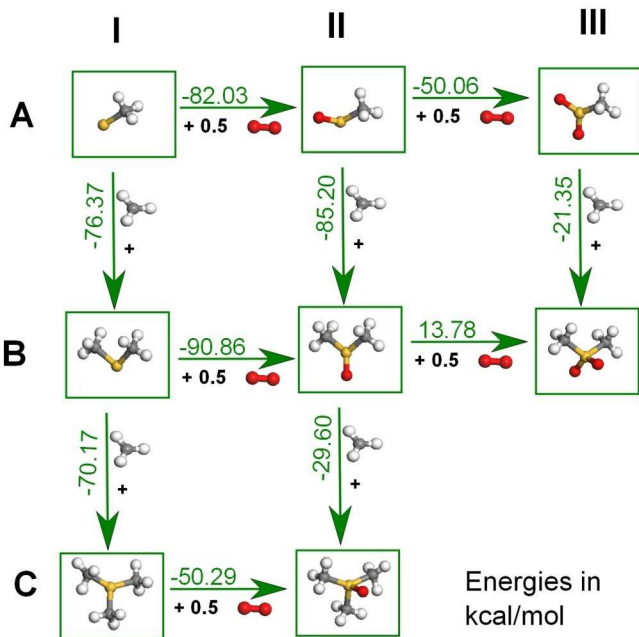 I II III
A -82.03 -50.06
+ 0.5 + 0.5
-76.37 -85.20 -21.35
+ + +
B -90.86 13.78
+ 0.5 + 0.5
-70.17 -29.60
+ +
C -50.29
+ 0.5
Energies in
kcal/mol